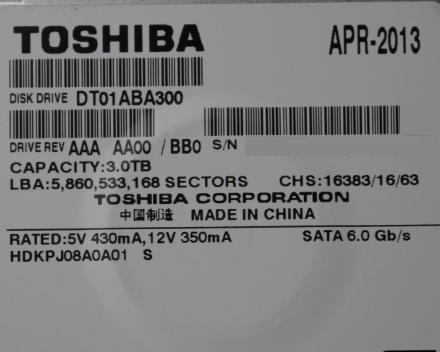 TOSHIBA APR-2013
DISK DRIVE DT01ABA300
DRIVE REV AAA AA00 / BB0 S/N
CAPACITY:3.0TB
LBA:5,860,533,168 SECTORS CHS:16383/16/63
TOSHIBA CORPORATION
中国制造 MADE IN CHINA
RATED:5V 430mA,12V 350mA SATA 6.0 Gb/s
HDKPJ08A0A01 S